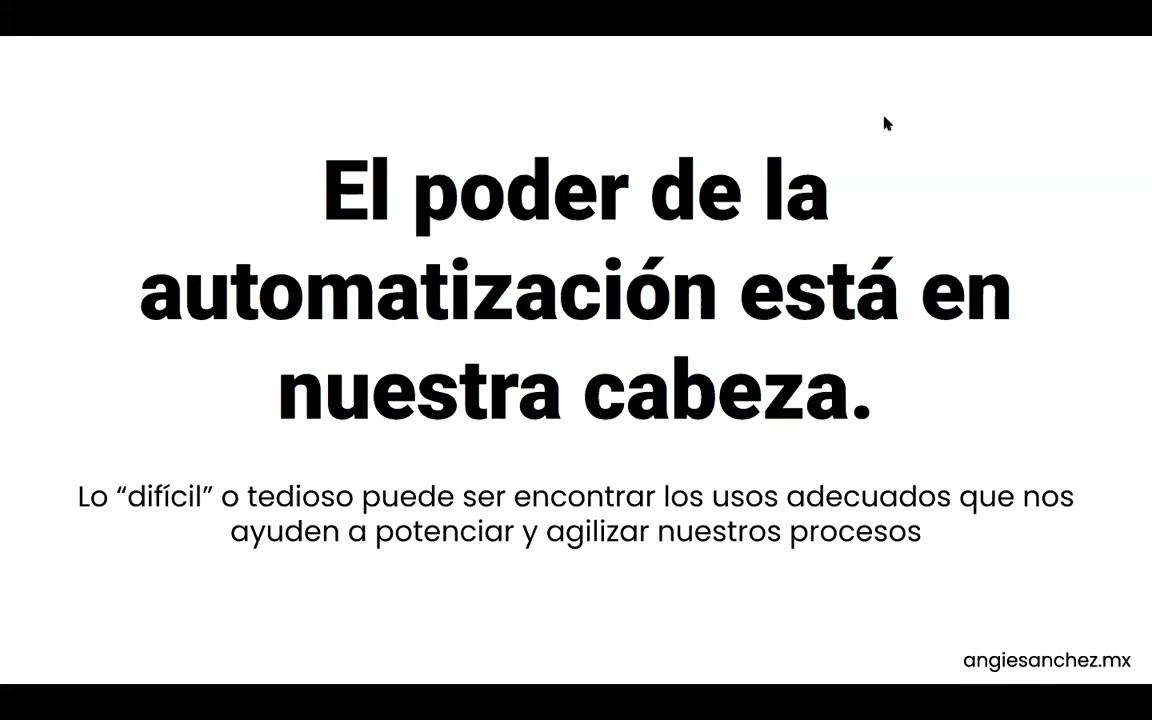 El poder de la
automatización está en
nuestra cabeza.
Lo “difícil” o tedioso puede ser encontrar los usos adecuados que nos
ayuden a potenciar y agilizar nuestros procesos
angiesanchez.mx